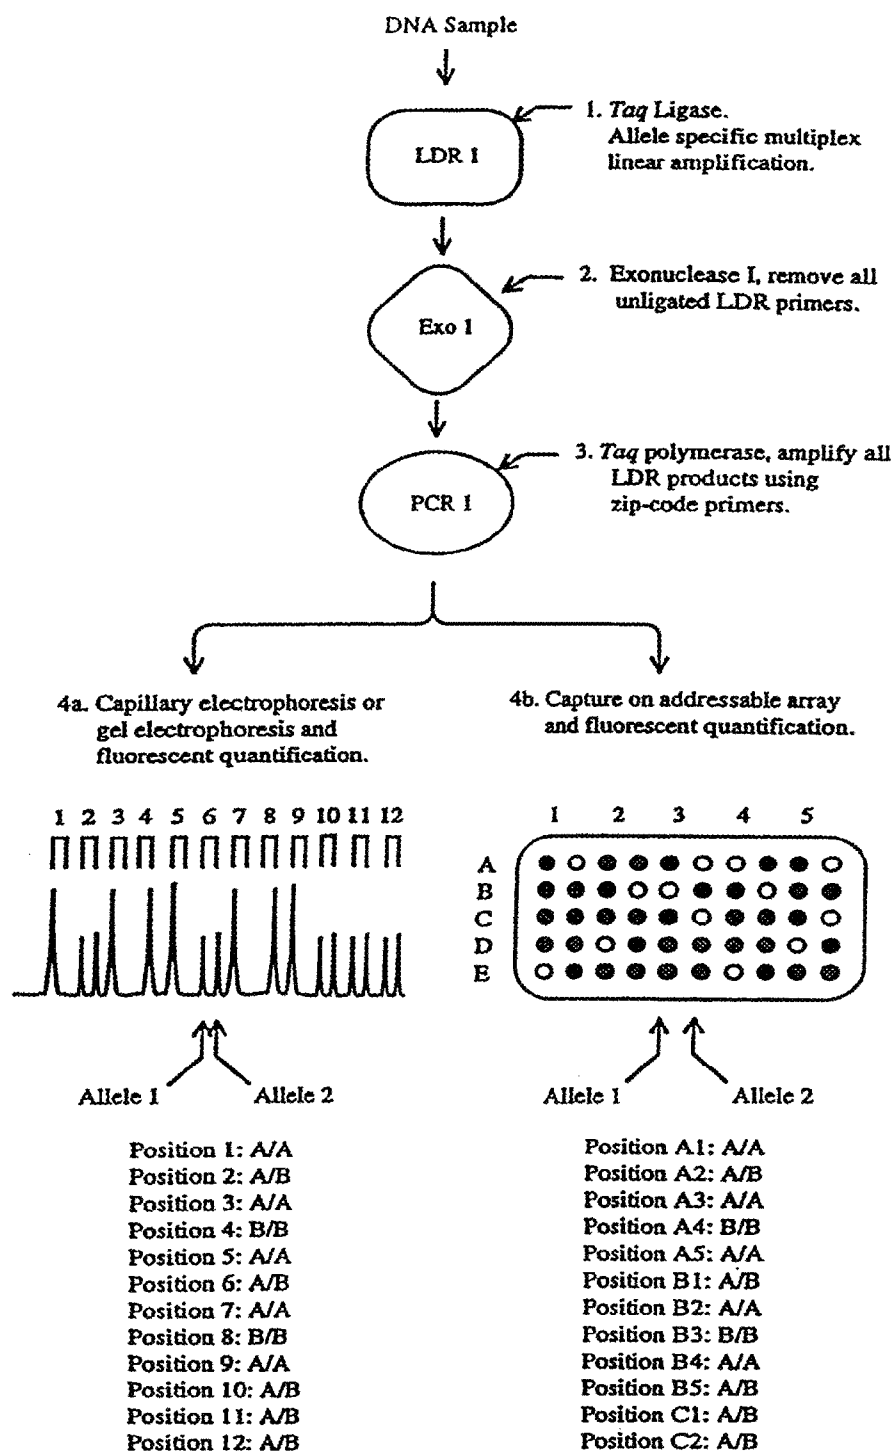 DNA Sample
LDR 1
1. Taq Ligase.
Allele specific multiplex
linear amplification.
Exo 1
2. Exonuclease I, remove all
unligated LDR primers.
PCR 1
3. Taq polymerase, amplify all
LDR products using
zip-code primers.
4a. Capillary electrophoresis or
gel electrophoresis and
fluorescent quantification.
1 2 3 4 5 6 7 8 9 10 11 12
Allele 1 Allele 2
Position 1: A/A
Position 2: A/B
Position 3: A/A
Position 4: B/B
Position 5: A/A
Position 6: A/B
Position 7: A/A
Position 8: B/B
Position 9: A/A
Position 10: A/B
Position 11: A/B
Position 12: A/B
4b. Capture on addressable array
and fluorescent quantification.
1 2 3 4 5
A
B
C
D
E
Allele 1 Allele 2
Position A1: A/A
Position A2: A/B
Position A3: A/A
Position A4: B/B
Position A5: A/A
Position B1: A/B
Position B2: A/A
Position B3: B/B
Position B4: A/A
Position B5: A/B
Position C1: A/B
Position C2: A/B